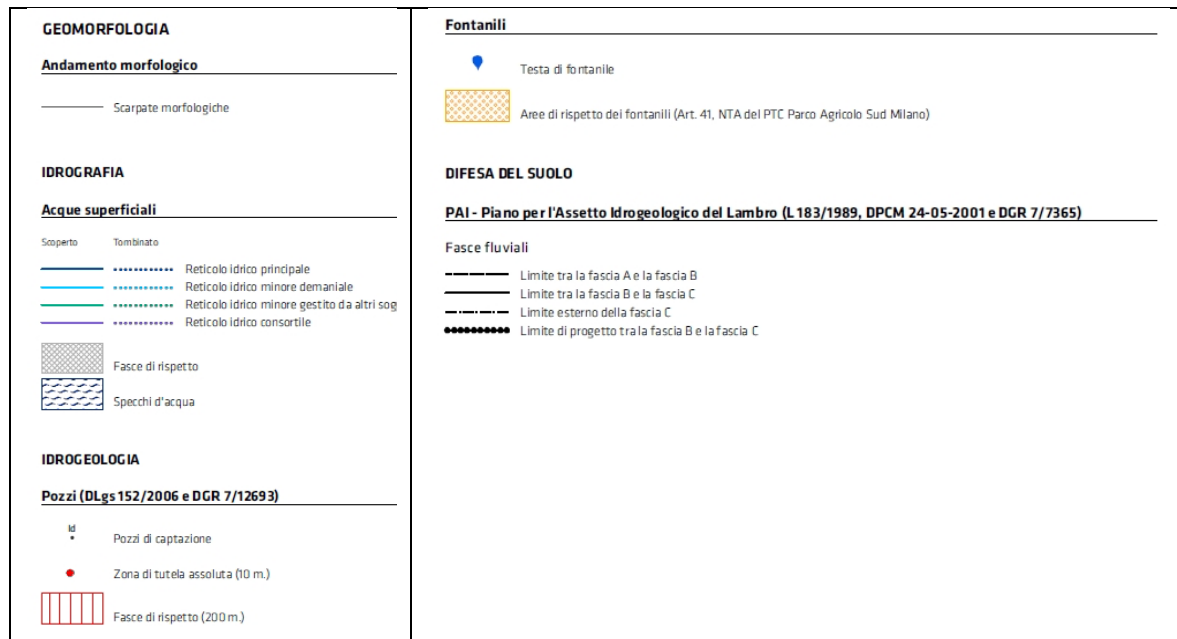 GEOMORFOLOGIA
Andamento morfologico
Scarpate morfologiche
IDROGRAFIA
Acque superficiali
Scoperto Tombinato
Reticolo idrico principale
Reticolo idrico minore demaniale
Reticolo idrico minore gestito da altri sog
Reticolo idrico consortile
Fasce di rispetto
Specchi d'acqua
IDROGEOLOGIA
Pozzi (DLgs 152/2006 e DGR 7/12693)
Id
Pozzi di captazione
Zona di tutela assoluta (10 m.)
Fasce di rispetto (200 m.)
Fontanili
Testa di fontanile
Aree di rispetto dei fontanili (Art. 41, NTA del PTC Parco Agricolo Sud Milano)
DIFESA DEL SUOLO
PAI - Piano per l'Assetto Idrogeologico del Lambro (L 183/1989, DPCM 24-05-2001 e DGR 7/7365)
Fasce fluviali
Limite tra la fascia A e la fascia B
Limite tra la fascia B e la fascia C
Limite esterno della fascia C
Limite di progetto tra la fascia B e la fascia C